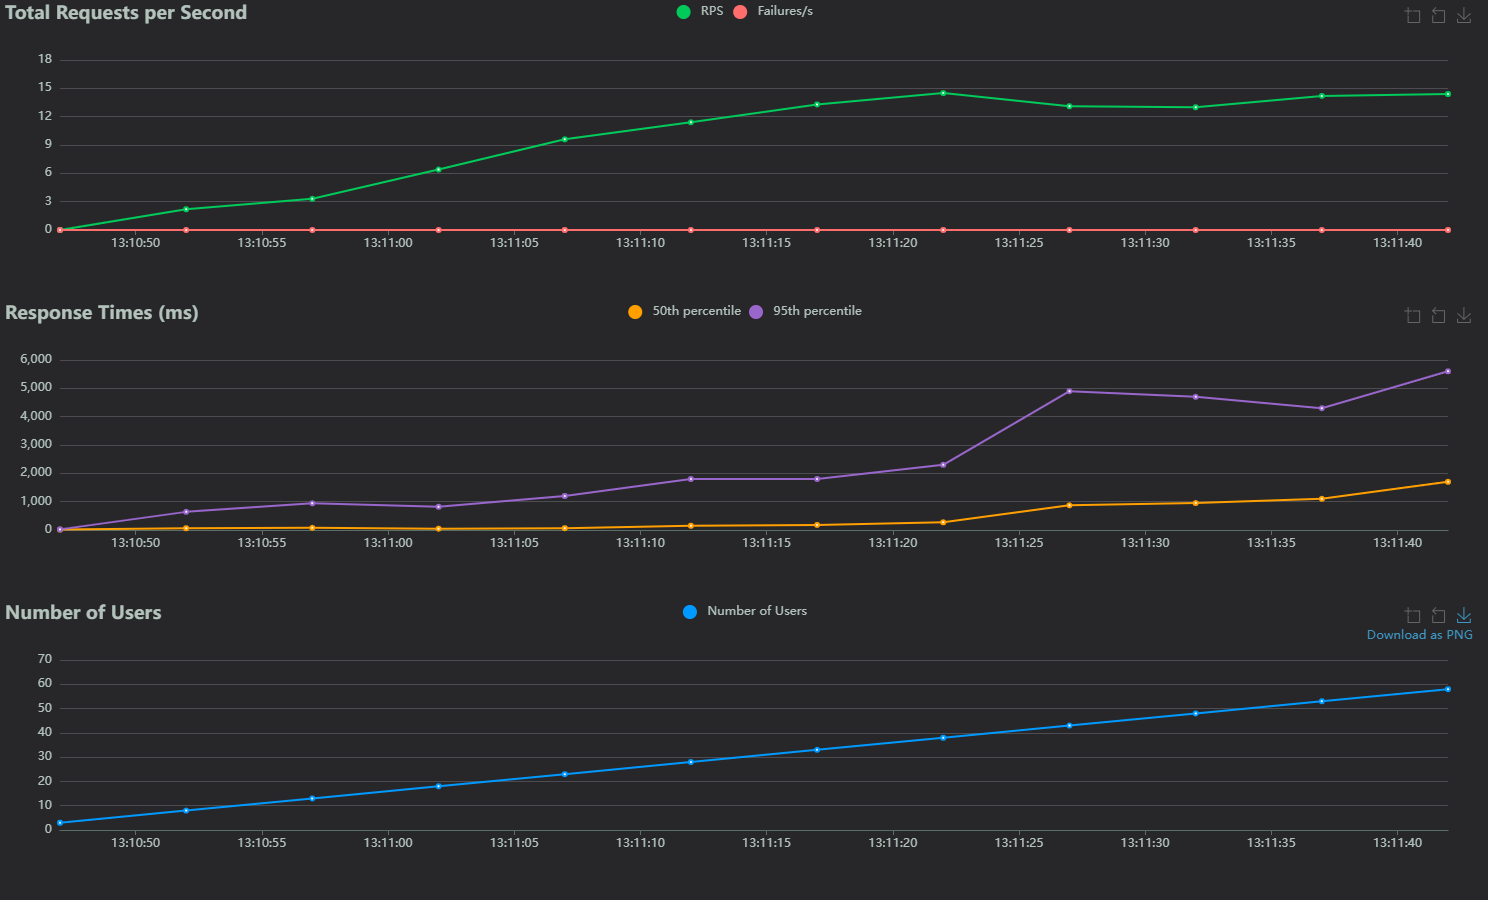 Total Requests per Second
RPS Failures/s
18
15
12
9
6
3
0
13:10:50 13:10:55 13:11:00 13:11:05 13:11:10 13:11:15 13:11:20 13:11:25 13:11:30 13:11:35 13:11:40
Response Times (ms)
50th percentile 95th percentile
6,000
5,000
4,000
3,000
2,000
1,000
0
13:10:50 13:10:55 13:11:00 13:11:05 13:11:10 13:11:15 13:11:20 13:11:25 13:11:30 13:11:35 13:11:40
Number of Users
Number of Users
Download as PNG
70
60
50
40
30
20
10
0
13:10:50 13:10:55 13:11:00 13:11:05 13:11:10 13:11:15 13:11:20 13:11:25 13:11:30 13:11:35 13:11:40